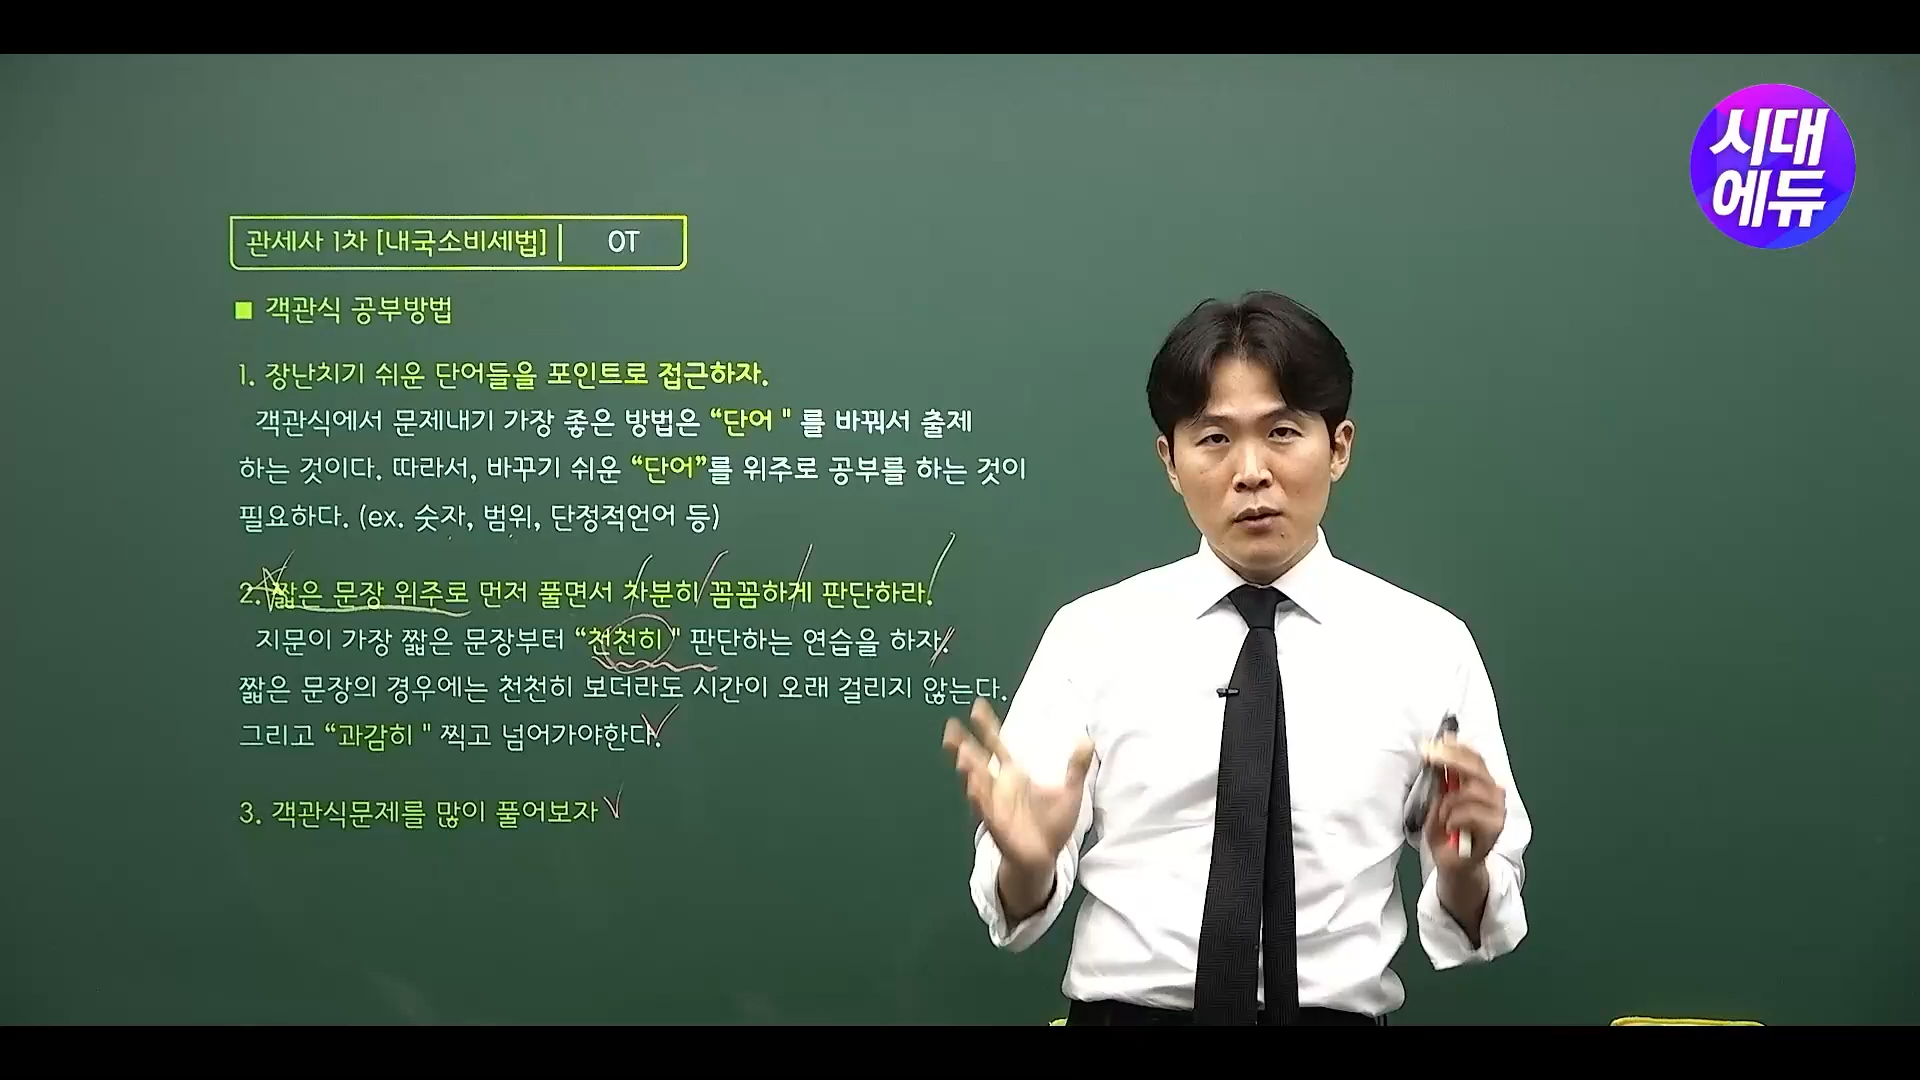 시대
에듀
관세사 1차 [내국소비세법] OT
■ 객관식 공부방법
1. 장난치기 쉬운 단어들을 포인트로 접근하자.
객관식에서 문제내기 가장 좋은 방법은 “단어" 를 바꿔서 출제
하는 것이다. 따라서, 바꾸기 쉬운 “단어”를 위주로 공부를 하는 것이
필요하다. (ex. 숫자, 범위, 단정적언어 등)
2. 짧은 문장 위주로 먼저 풀면서 차분히 꼼꼼하게 판단하라.
지문이 가장 짧은 문장부터 “천천히" 판단하는 연습을 하자.
짧은 문장의 경우에는 천천히 보더라도 시간이 오래 걸리지 않는다.
그리고 “과감히" 찍고 넘어가야한다.
3. 객관식문제를 많이 풀어보자